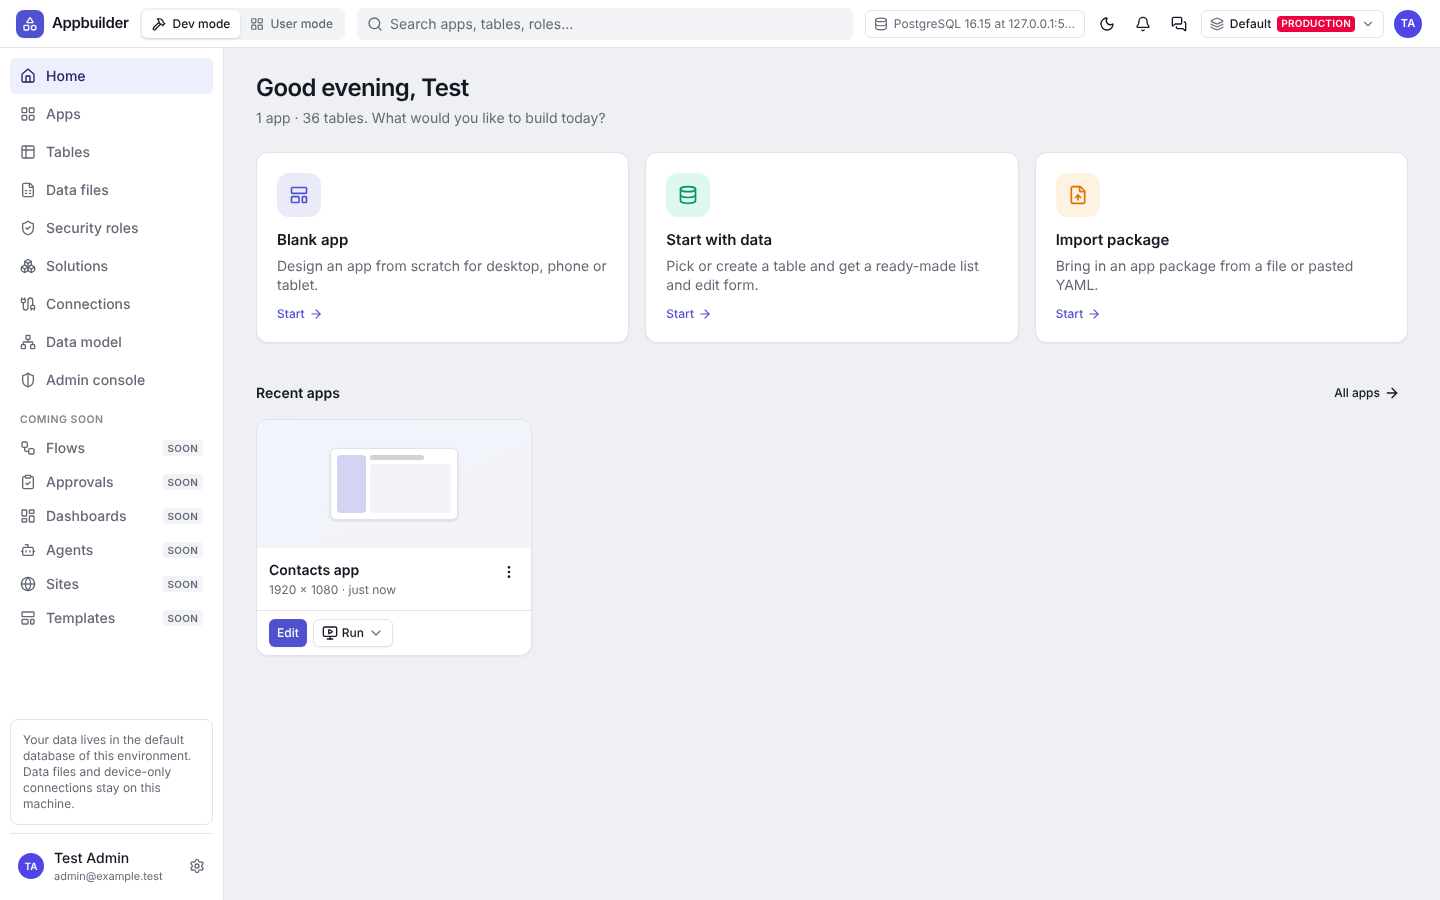 Appbuilder
Dev mode
User mode
Search apps, tables, roles...
PostgreSQL 16.15 at 127.0.0.1:5...
Default
PRODUCTION
TA
Home
Apps
Tables
Data files
Security roles
Solutions
Connections
Data model
Admin console
COMING SOON
Flows SOON
Approvals SOON
Dashboards SOON
Agents SOON
Sites SOON
Templates SOON
Your data lives in the default
database of this environment.
Data files and device-only
connections stay on this
machine.
TA
Test Admin
admin@example.test
Good evening, Test
1 app · 36 tables. What would you like to build today?
Blank app
Design an app from scratch for desktop, phone or
tablet.
Start
Start with data
Pick or create a table and get a ready-made list
and edit form.
Start
Import package
Bring in an app package from a file or pasted
YAML.
Start
Recent apps
All apps
Contacts app
1920 × 1080 · just now
Edit
Run